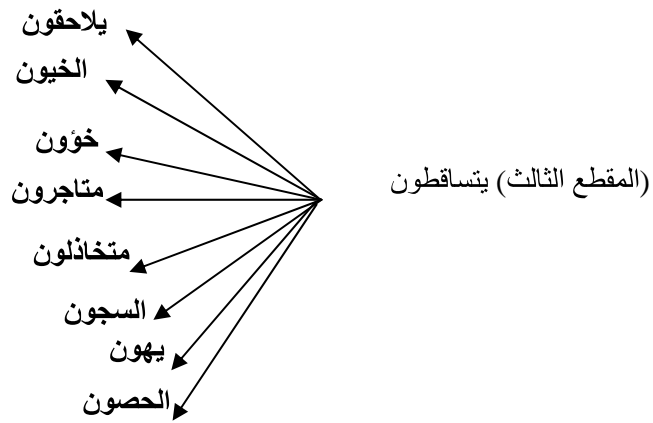 (المقطع الثالث) يتساقطون
يلاحقون
الخيون
خؤون
متاجرون
متخاذلون
السجون
يهون
الحصون